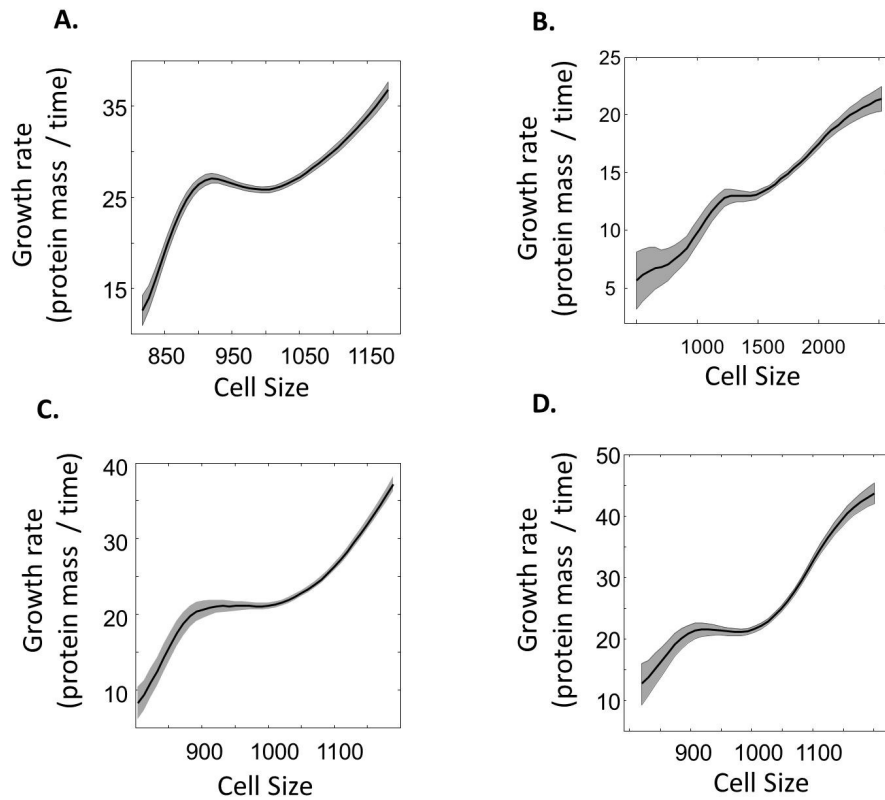 A.
Growth rate
(protein mass / time)
35
25
15
850
950
1050
1150
Cell Size
B.
Growth rate
(protein mass / time)
25
20
15
10
5
1000
1500
2000
Cell Size
C.
Growth rate
(protein mass / time)
40
30
20
10
900
1000
1100
Cell Size
D.
Growth rate
(protein mass / time)
50
40
30
20
10
900
1000
1100
Cell Size